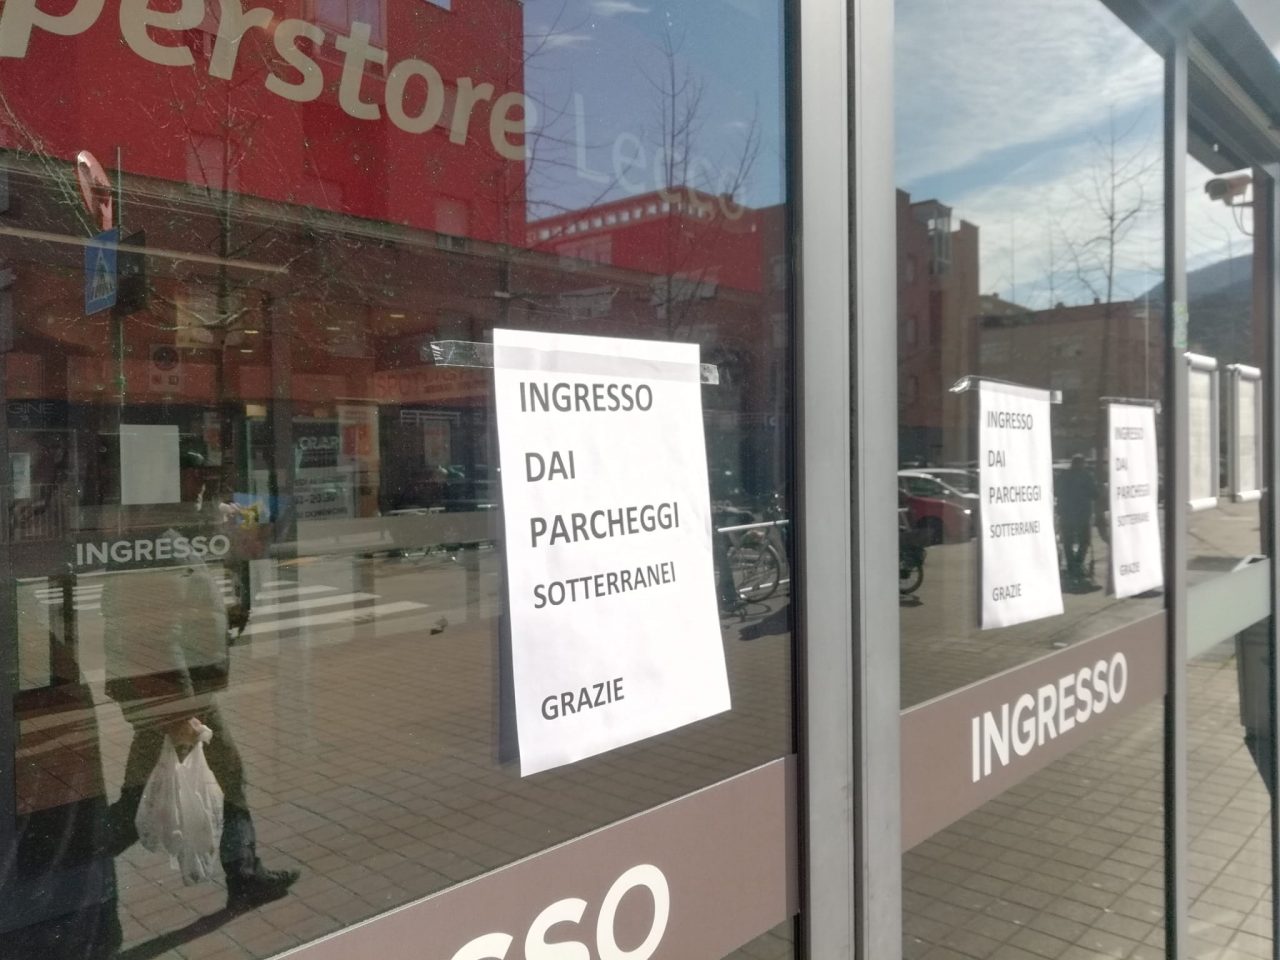 perstore Lecco
INGRESSO
DAI
PARCHEGGI
SOTTERRANEI
GRAZIE
INGRESSO
DAI
PARCHEGGI
SOTTERRANEI
GRAZIE
INGRESSO
DAI
PARCHEGGI
SOTTERRANEI
GRAZIE
INGRESSO
INGRESSO
SSO